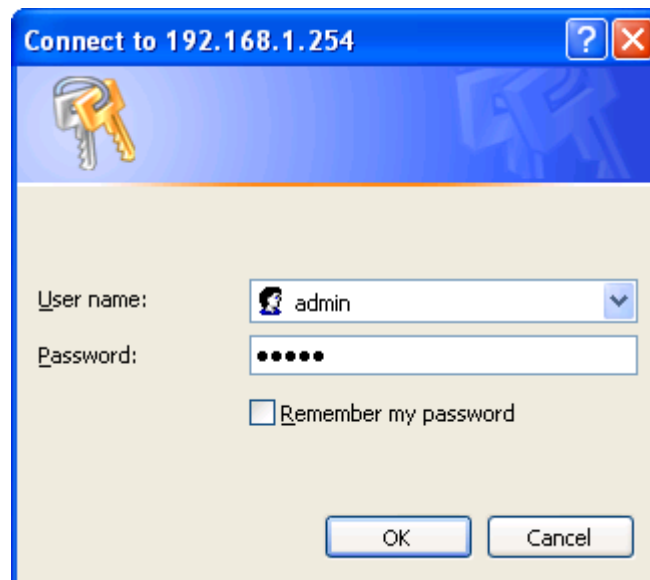 Connect to 192.168.1.254
User name:
admin
Password:
●●●●●
Remember my password
OK
Cancel